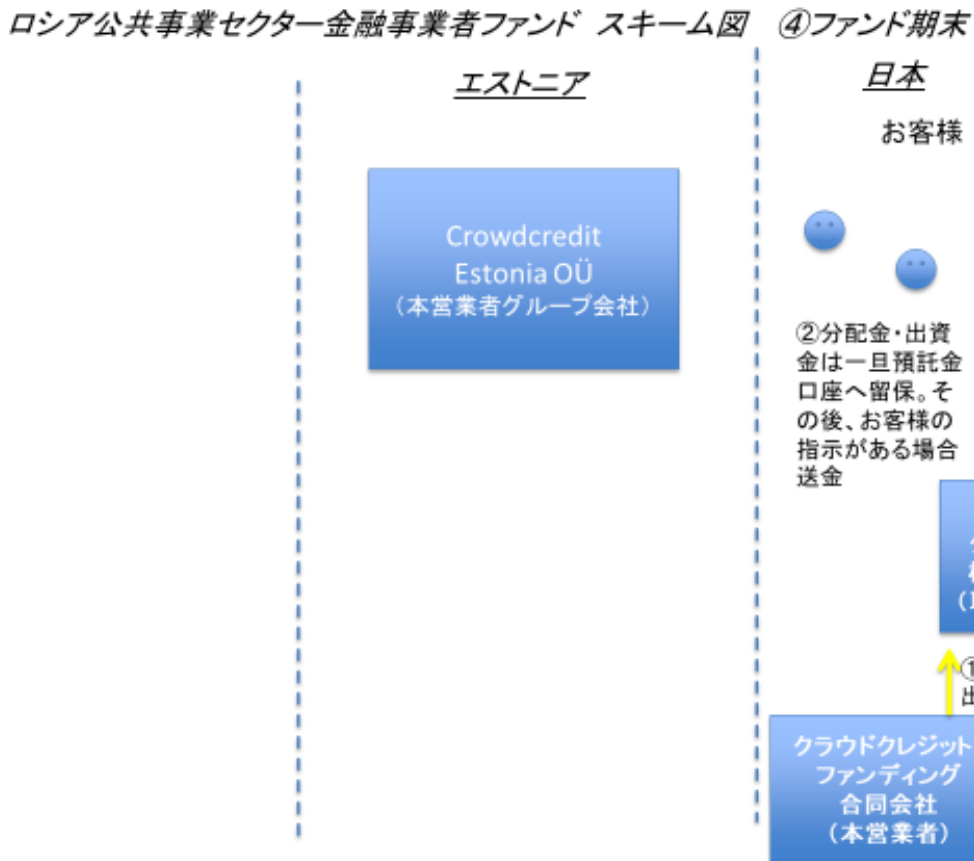 ロシア公共事業セクター金融事業者ファンド スキーム図 ④ファンド期末
エストニア
日本
お客様
Crowdcredit
Estonia OÜ
（本営業者グループ会社）
②分配金・出資
金は一旦預託金
口座へ留保。そ
の後、お客様の
指示がある場合
送金
①
出
クラウドクレジット
ファンディング
合同会社
（本営業者）